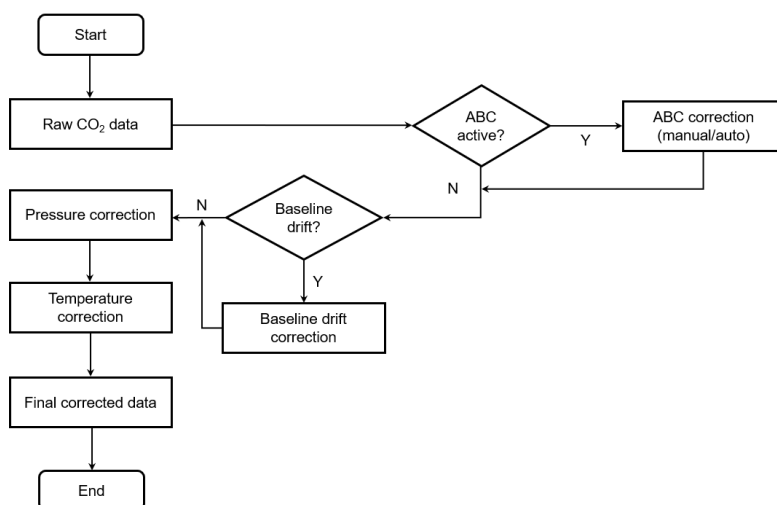 Start
Raw CO₂ data
ABC
active?
Y
ABC correction
(manual/auto)
N
Baseline
drift?
N
Pressure correction
Y
Baseline drift
correction
Temperature
correction
Final corrected data
End